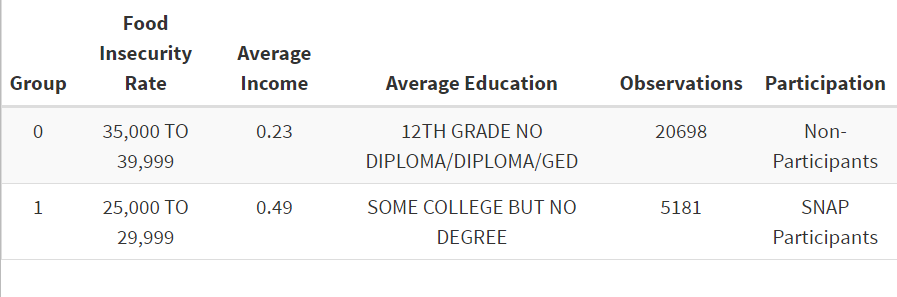 Group Food Insecurity Rate Average Income Average Education Observations Participation
0 35,000 TO 39,999 0.23 12TH GRADE NO DIPLOMA/DIPLOMA/GED 20698 Non-Participants
1 25,000 TO 29,999 0.49 SOME COLLEGE BUT NO DEGREE 5181 SNAP Participants